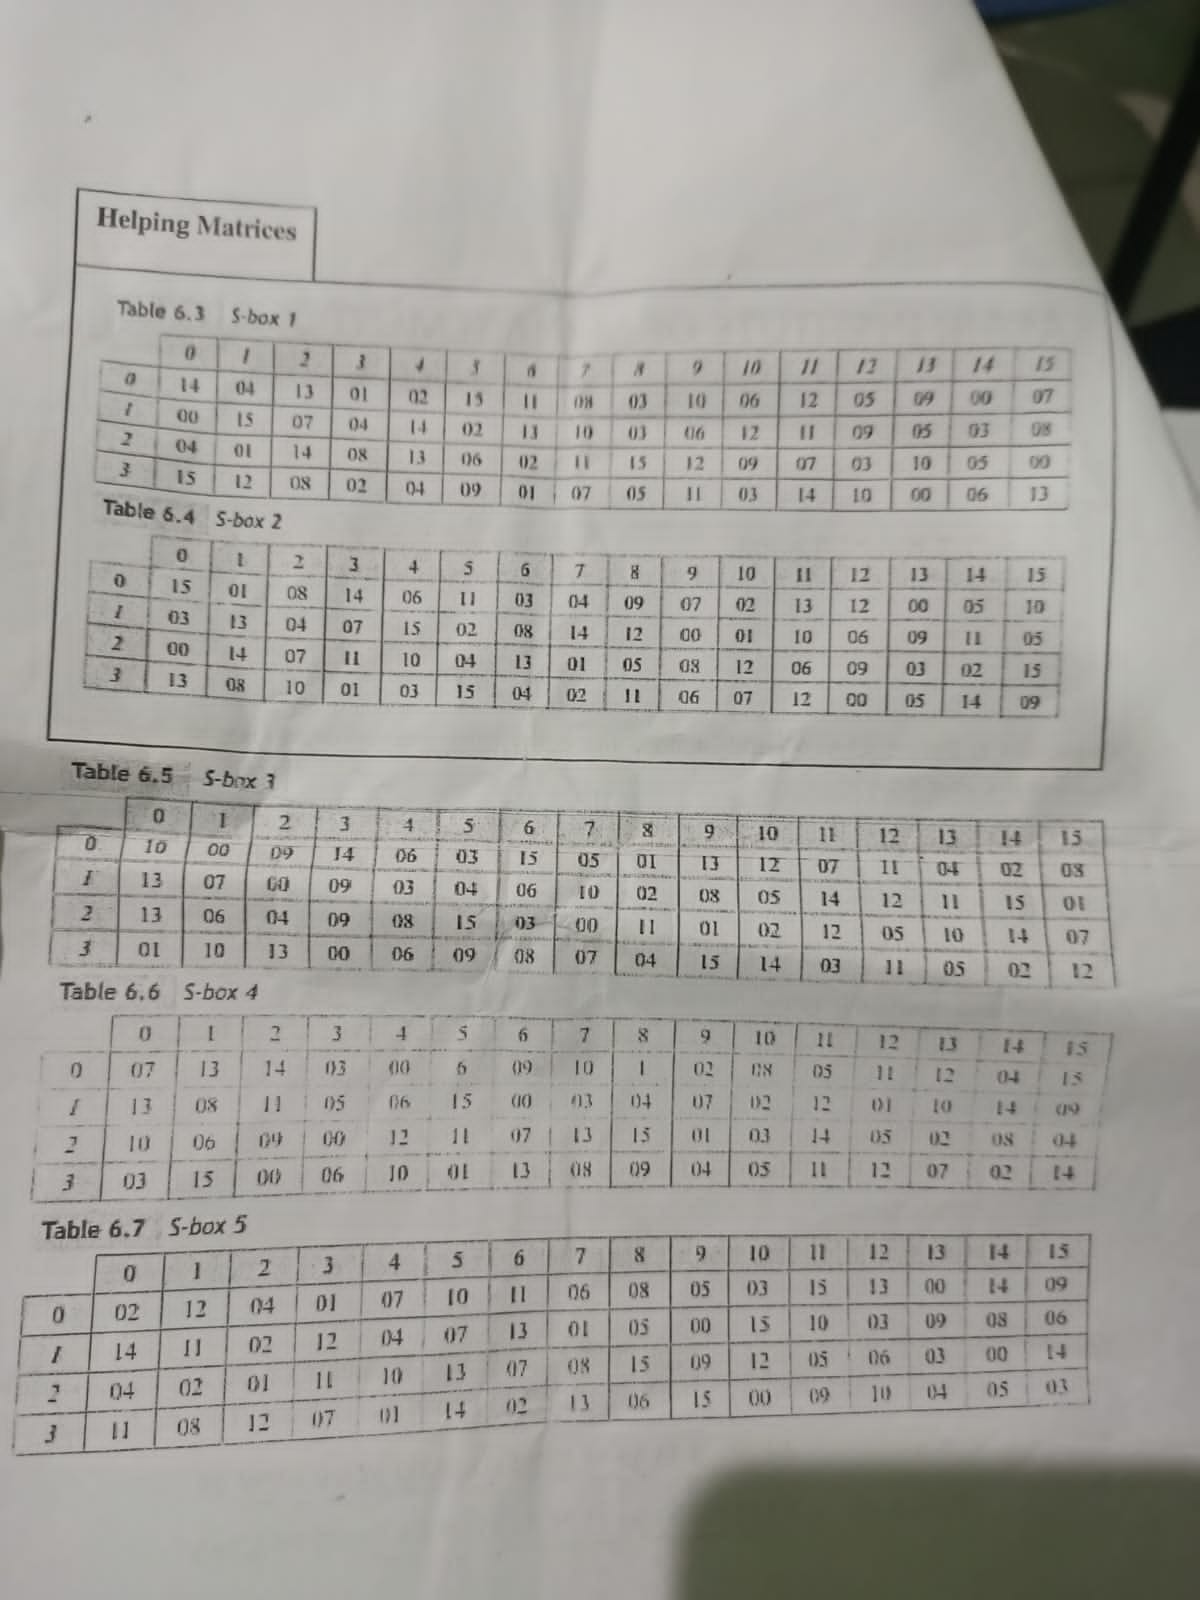 Helping Matrices
Table 6.3 S-box 1
0 1 2 3 4 5 6 7 8 9 10 11 12 13 14 15
0 14 04 13 01 02 15 11 08 03 10 06 12 05 09 00 07
1 00 15 07 04 14 02 13 10 03 06 12 11 09 05 03 08
2 04 01 14 08 13 06 02 11 15 12 09 07 03 10 05 00
3 15 12 08 02 04 09 01 07 05 11 03 14 10 00 06 13
Table 6.4 S-box 2
0 1 2 3 4 5 6 7 8 9 10 11 12 13 14 15
0 15 01 08 14 06 11 03 04 09 07 02 13 12 00 05 10
1 03 13 04 07 15 02 08 14 12 00 01 10 06 09 11 05
2 00 14 07 11 10 04 13 01 05 08 12 06 09 03 02 15
3 13 08 10 01 03 15 04 02 11 06 07 12 00 05 14 09
Table 6.5 S-box 3
0 1 2 3 4 5 6 7 8 9 10 11 12 13 14 15
0 10 00 09 14 06 03 15 05 01 13 12 07 11 04 02 08
1 13 07 00 09 03 04 06 10 02 08 05 14 12 11 15 01
2 13 06 04 09 08 15 03 00 11 01 02 12 05 10 14 07
3 01 10 13 00 06 09 08 07 04 15 14 03 11 05 02 12
Table 6.6 S-box 4
0 1 2 3 4 5 6 7 8 9 10 11 12 13 14 15
0 07 13 14 03 00 6 09 10 1 02 08 05 11 12 04 15
1 13 08 11 05 06 15 00 03 04 07 02 12 01 10 14 09
2 10 06 09 00 12 11 07 13 15 01 03 14 05 02 08 04
3 03 15 00 06 10 01 13 08 09 04 05 11 12 07 02 14
Table 6.7 S-box 5
0 1 2 3 4 5 6 7 8 9 10 11 12 13 14 15
0 02 12 04 01 07 10 11 06 08 05 03 15 13 00 14 09
1 14 11 02 12 04 07 13 01 05 00 15 10 03 09 08 06
2 04 02 01 11 10 13 07 08 15 09 12 05 06 03 00 14
3 11 08 12 07 01 14 02 13 06 15 00 09 10 04 05 03